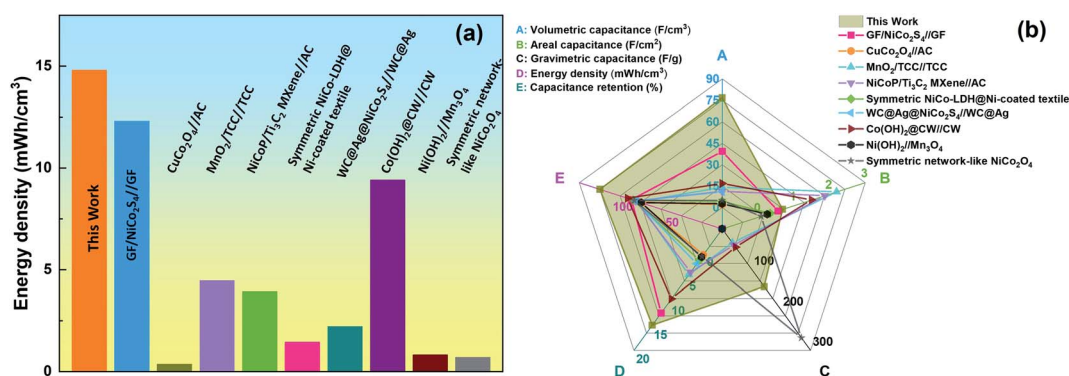 (a)
Energy density (mWh/cm3)
15
10
5
0
This Work
GF/NiCo₂S₄//GF
CuCo₂O₄//AC
MnO₂/TCC//TCC
NiCoP/Ti₃C₂ MXene//AC
Symmetric NiCo-LDH@
Ni-coated textile
WC@Ag@NiCo₂S₄//WC@Ag
Co(OH)₂@CW//CW
Ni(OH)₂//Mn₃O₄
Symmetric network-
like NiCo₂O₄
(b)
A: Volumetric capacitance (F/cm³)
B: Areal capacitance (F/cm²)
C: Gravimetric capacitance (F/g)
D: Energy density (mWh/cm³)
E: Capacitance retention (%)
A
90
75
60
45
30
15
0
B
0
1
2
3
C
100
200
300
D
0
5
10
15
20
E
50
100
This Work
GF/NiCo₂S₄//GF
CuCo₂O₄//AC
MnO₂/TCC//TCC
NiCoP/Ti₃C₂ MXene//AC
Symmetric NiCo-LDH@Ni-coated textile
WC@Ag@NiCo₂S₄//WC@Ag
Co(OH)₂@CW//CW
Ni(OH)₂//Mn₃O₄
Symmetric network-like NiCo₂O₄